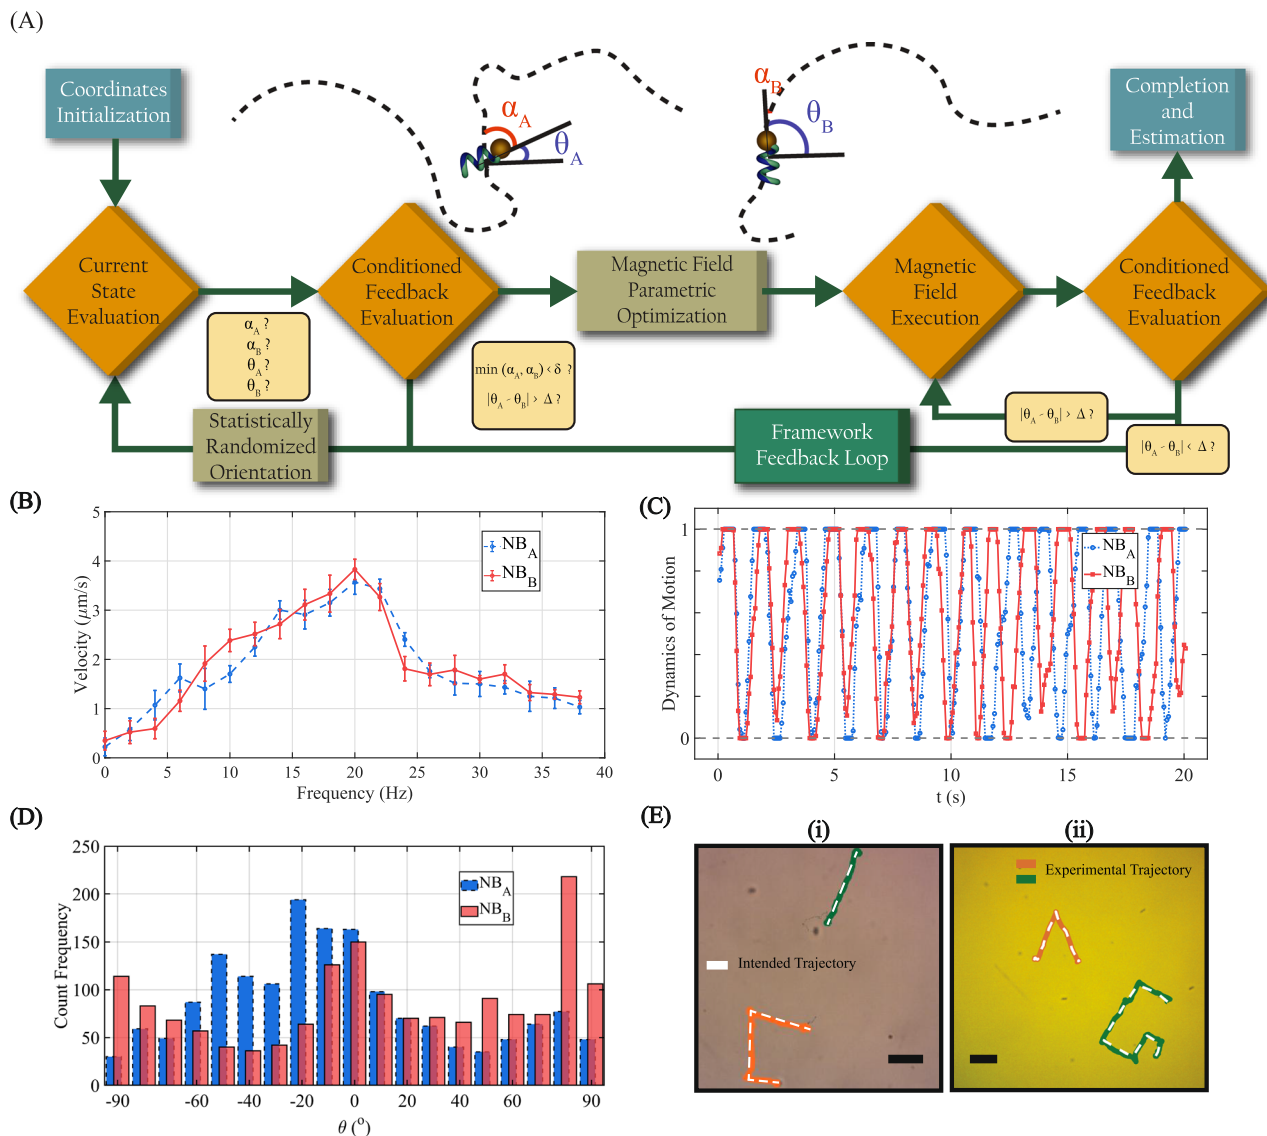 (A)
Coordinates
Initialization
α_A
θ_A
α_B
θ_B
Completion
and
Estimation
Current
State
Evaluation
Conditioned
Feedback
Evaluation
Magnetic Field
Parametric
Optimization
Magnetic
Field
Execution
Conditioned
Feedback
Evaluation
α_A ?
α_B ?
θ_A ?
θ_B ?
min (α_A, α_B) < δ ?
|θ_A - θ_B| > Δ ?
|θ_A - θ_B| > Δ ?
|θ_A - θ_B| < Δ ?
Statistically
Randomized
Orientation
Framework
Feedback Loop
(B)
5
4
3
2
1
0
Velocity (μm/s)
NB_A
NB_B
0 5 10 15 20 25 30 35 40
Frequency (Hz)
(C)
1
0
Dynamics of Motion
NB_A
NB_B
0 5 10 15 20
t (s)
(D)
250
200
150
100
50
0
Count Frequency
NB_A
NB_B
-90 -60 -20 0 20 60 90
θ (°)
(E)
(i)
(ii)
Intended Trajectory
Experimental Trajectory